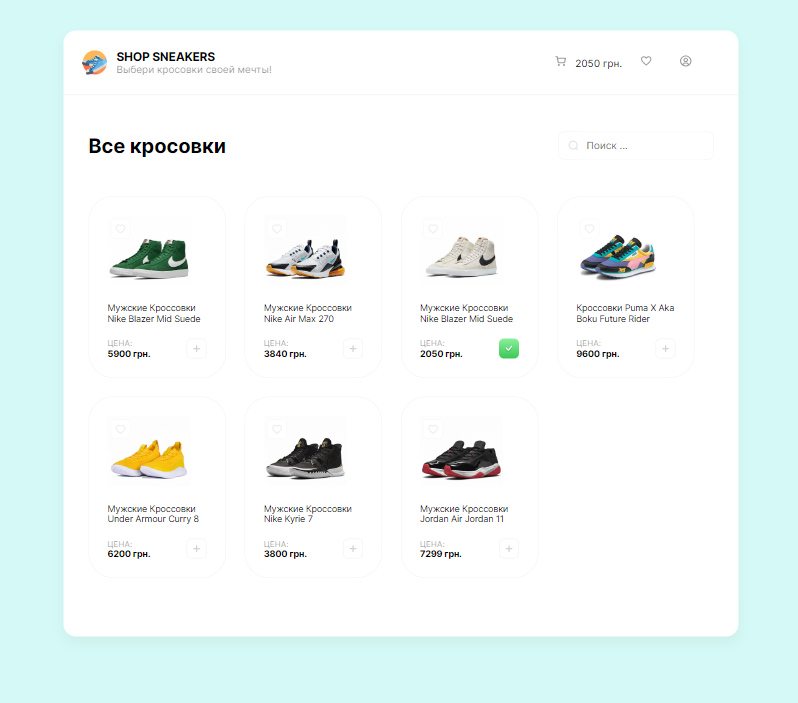 SHOP SNEAKERS
Выбери кросовки своей мечты!
2050 грн.
Все кросовки
Поиск ...
Мужские Кроссовки
Nike Blazer Mid Suede
ЦЕНА:
5900 грн.
Мужские Кроссовки
Nike Air Max 270
ЦЕНА:
3840 грн.
Мужские Кроссовки
Nike Blazer Mid Suede
ЦЕНА:
2050 грн.
Кроссовки Puma X Aka
Boku Future Rider
ЦЕНА:
9600 грн.
Мужские Кроссовки
Under Armour Curry 8
ЦЕНА:
6200 грн.
Мужские Кроссовки
Nike Kyrie 7
ЦЕНА:
3800 грн.
Мужские Кроссовки
Jordan Air Jordan 11
ЦЕНА:
7299 грн.